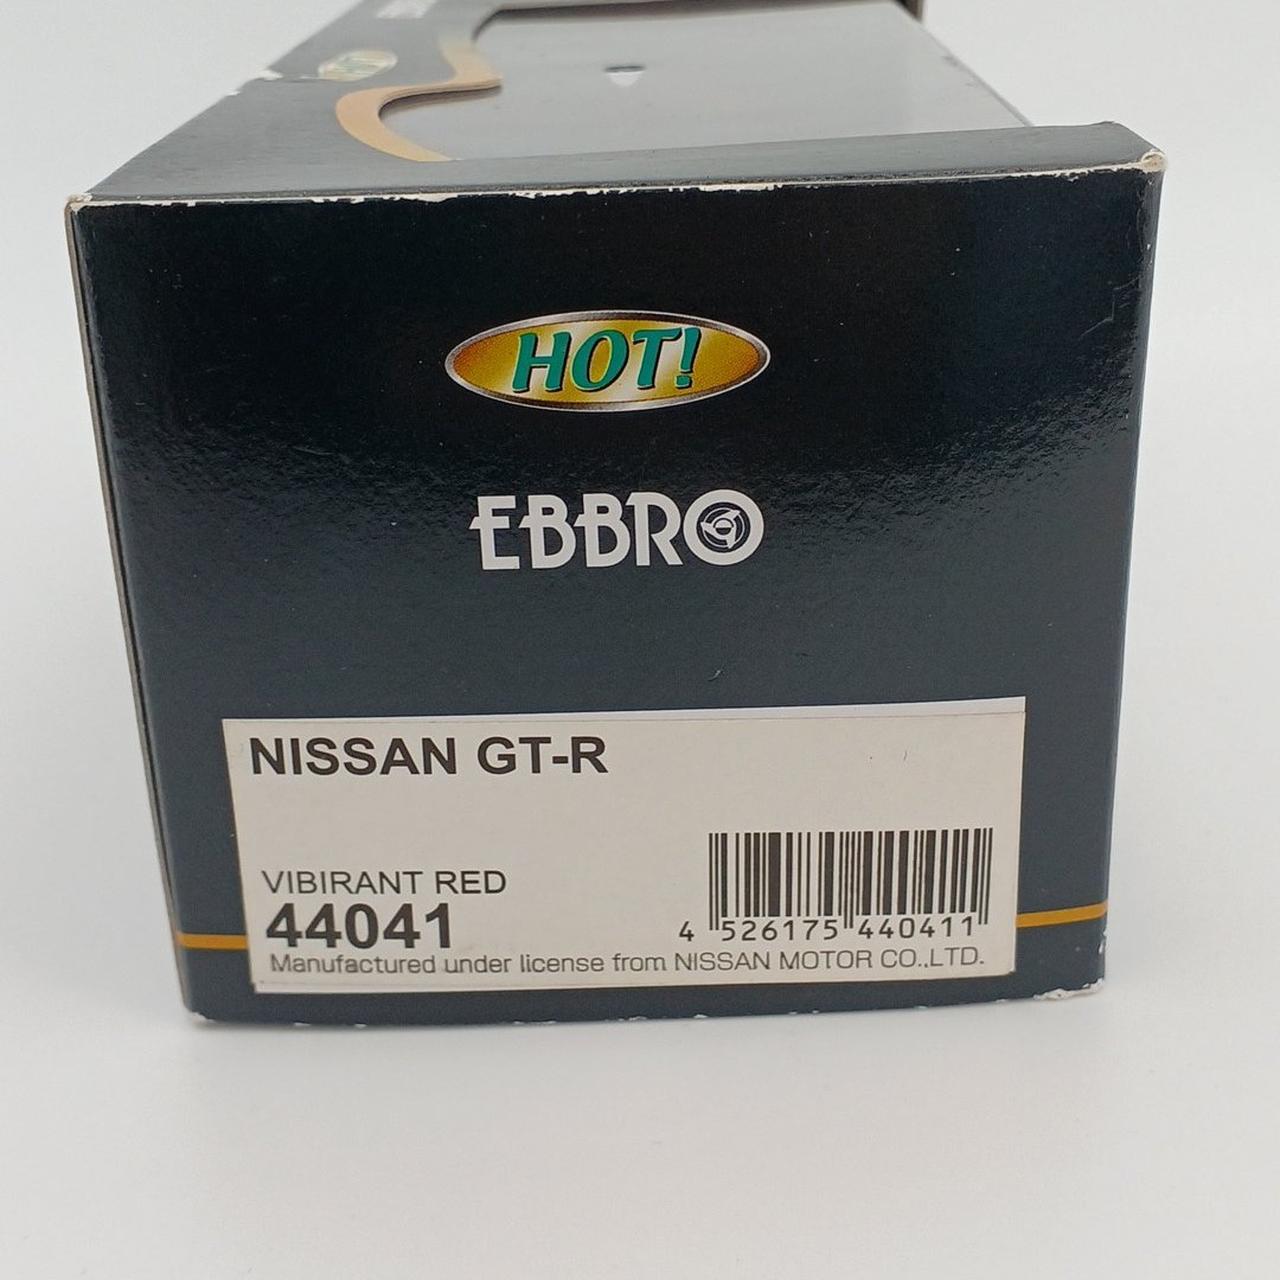 HOT!
EBBRO
NISSAN GT-R
VIBIRANT RED
44041
4 526175 440411
Manufactured under license from NISSAN MOTOR CO.,LTD.